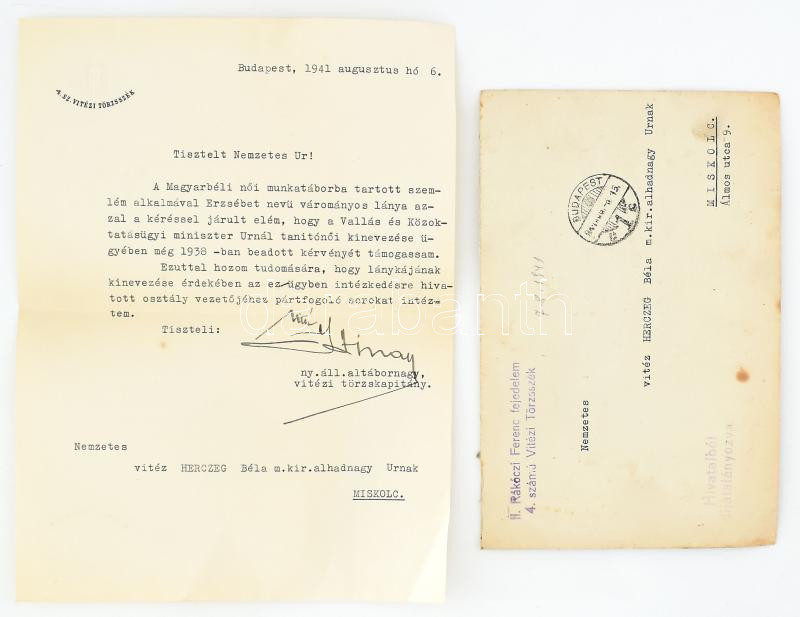 Budapest, 1941 augusztus hó 6.
4. SZ. VITÉZI TÖRZSSZÉK
Tisztelt Nemzetes Ur!
A Magyarbéli női munkatáborba tartott szem-
lém alkalmával Erzsébet nevü várományos lánya az-
zal a kéréssel járult elém, hogy a Vallás és Közok-
tatásügyi miniszter Urnál tanitónői kinevezése ü-
gyében még 1938 -ban beadott kérvényét támogassam.
Ezuttal hozom tudomására, hogy lánykájának
kinevezése érdekében az ez ügyben intézkedésre hiva-
tott osztály vezetőjéhez pártfogoló sorokat intéz-
tem.
Tiszteli:
ny.áll.altábornagy,
vitézi törzskapitány.
Nemzetes
vitéz HERCZEG Béla m.kir.alhadnagy Urnak
MISKOLC.
II. Rákóczi Ferenc fejedelem
4. számú Vitézi Törzsszék
Nemzetes
vitéz HERCZEG Béla m.kir.alhadnagy Urnak
MISKOLC.
Álmos utca 9.
BUDAPEST
Hivatalból
átalányozva
darabanth